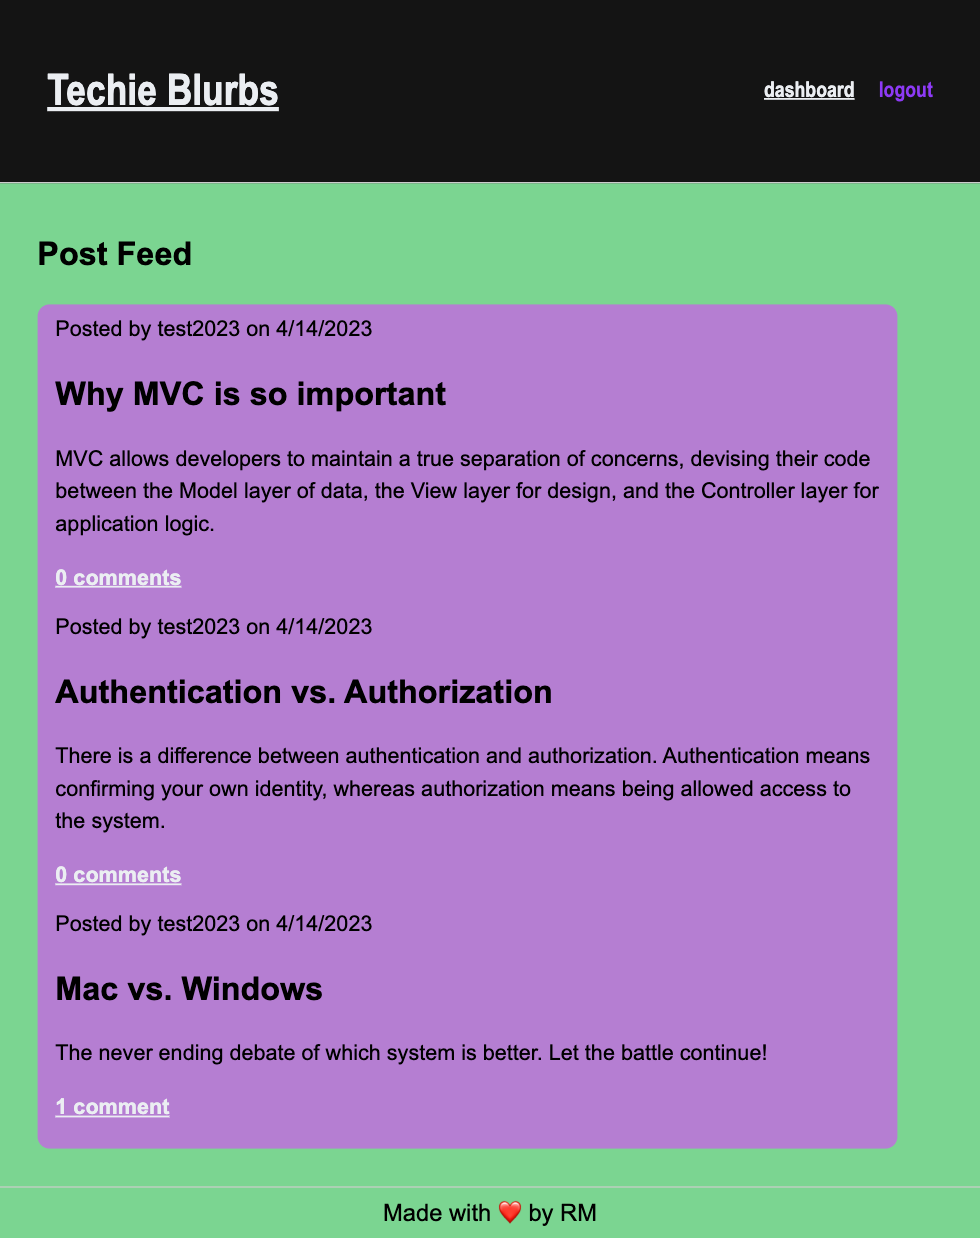 Techie Blurbs
dashboard logout
Post Feed
Posted by test2023 on 4/14/2023
Why MVC is so important
MVC allows developers to maintain a true separation of concerns, devising their code
between the Model layer of data, the View layer for design, and the Controller layer for
application logic.
0 comments
Posted by test2023 on 4/14/2023
Authentication vs. Authorization
There is a difference between authentication and authorization. Authentication means
confirming your own identity, whereas authorization means being allowed access to
the system.
0 comments
Posted by test2023 on 4/14/2023
Mac vs. Windows
The never ending debate of which system is better. Let the battle continue!
1 comment
Made with ❤️ by RM